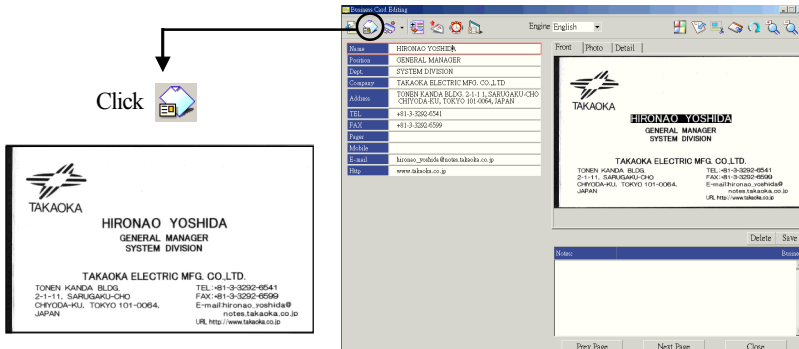 Click
TAKAOKA
HIRONAO YOSHIDA
GENERAL MANAGER
SYSTEM DIVISION
TAKAOKA ELECTRIC MFG. CO.,LTD.
TONEN KANDA BLDG. TEL:+81-3-3292-6541
2-1-11, SARUGAKU-CHO FAX:+81-3-3292-6599
CHIYODA-KU, TOKYO 101-0064, E-mail:hironao_yoshida@
JAPAN notes.takaoka.co.jp
URL http://www.takaoka.co.jp
Business Card Editing
Engine English
Name HIRONAO YOSHIDA
Position GENERAL MANAGER
Dept. SYSTEM DIVISION
Company TAKAOKA ELECTRIC MFG. CO.,LTD
Address TONEN KANDA BLDG. 2-1-1 1, SARUGAKU-CHO
CHIYODA-KU, TOKYO 101-0064, JAPAN
TEL +81-3-3292-6541
FAX +81-3-3292-6599
Pager
Mobile
E-mail hironao_yoshida@notes.takaoka.co.jp
Http www.takaoka.co.jp
Front Photo Detail
TAKAOKA
HIRONAO YOSHIDA
GENERAL MANAGER
SYSTEM DIVISION
TAKAOKA ELECTRIC MFG. CO.,LTD.
TONEN KANDA BLDG. TEL:+81-3-3292-6541
2-1-11, SARUGAKU-CHO FAX:+81-3-3292-6599
CHIYODA-KU, TOKYO 101-0064, E-mail:hironao_yoshida@
JAPAN notes.takaoka.co.jp
URL http://www.takaoka.co.jp
Delete Save
Notes: Busine
Prev Page Next Page Close